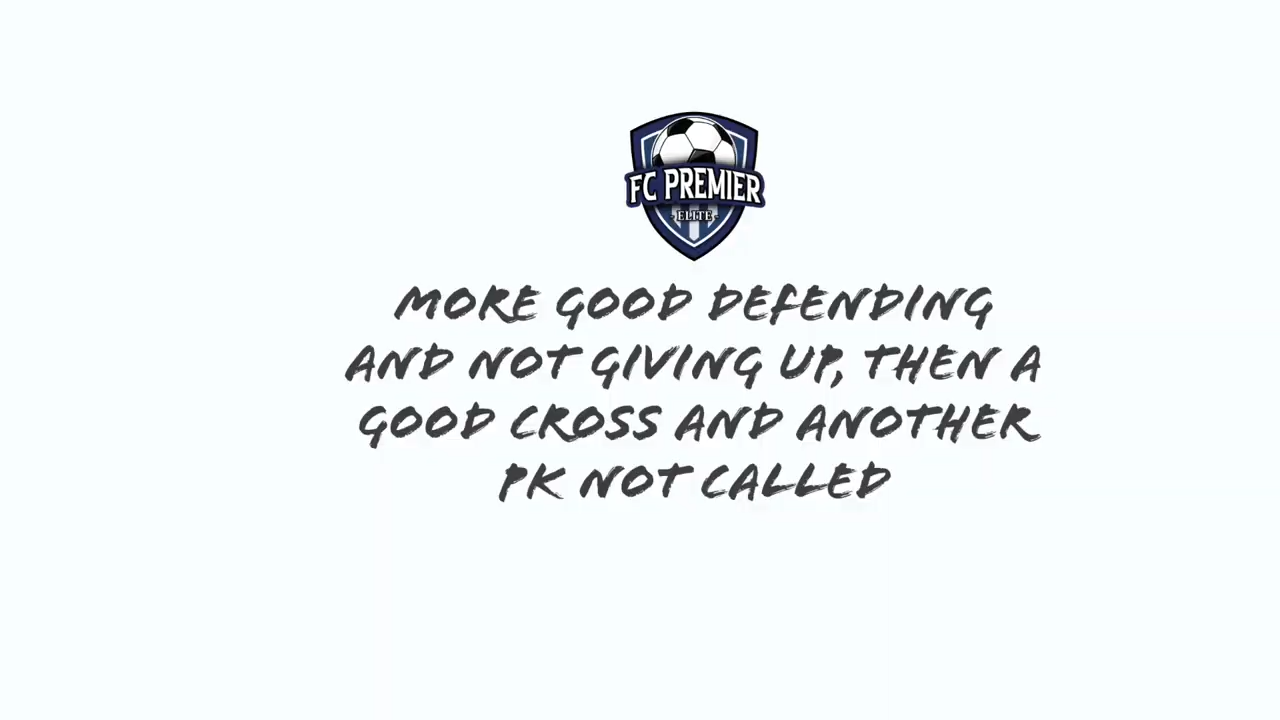 FC PREMIER
-ELITE-
MORE GOOD DEFENDING
AND NOT GIVING UP, THEN A
GOOD CROSS AND ANOTHER
PK NOT CALLED